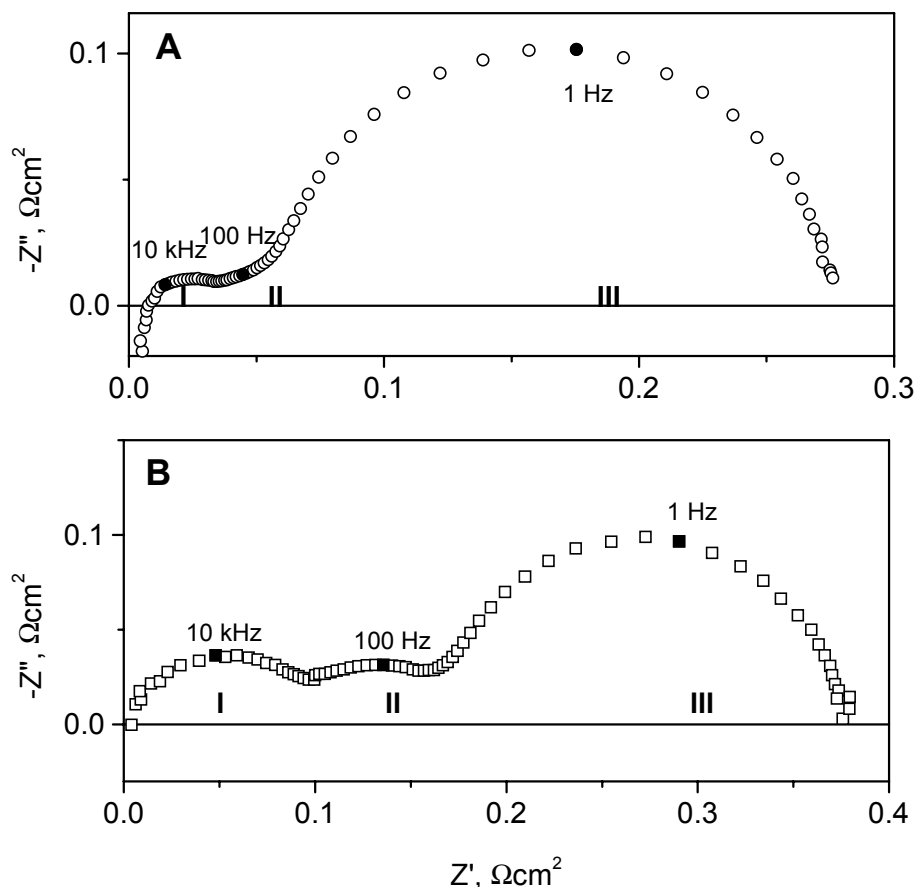 A
0.1
1 Hz
-Z", Ωcm²
10 kHz
100 Hz
I
II
III
0.0
0.0
0.1
0.2
0.3
B
0.1
1 Hz
-Z", Ωcm²
10 kHz
100 Hz
I
II
III
0.0
0.0
0.1
0.2
0.3
0.4
Z', Ωcm²